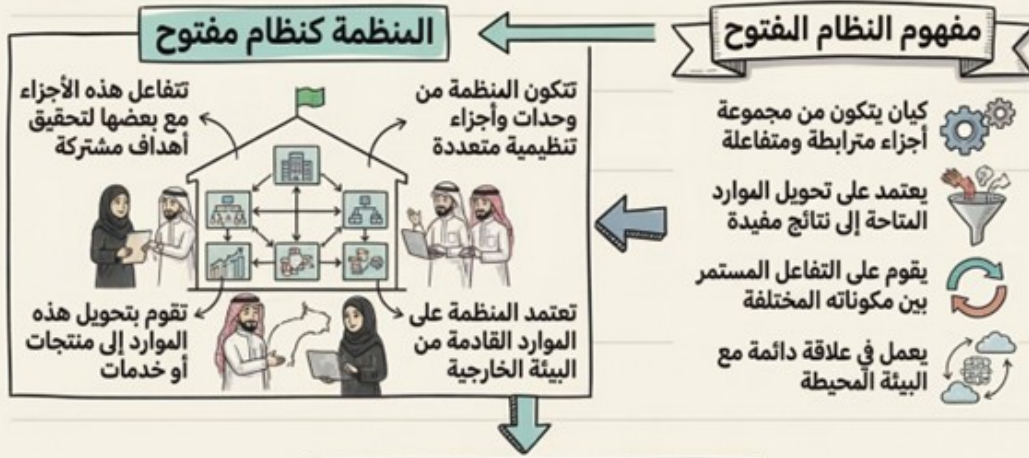 مفهوم النظام المفتوح
كيان يتكون من مجموعة
أجزاء مترابطة ومتفاعلة
يعتمد على تحويل الموارد
المتاحة إلى نتائج مفيدة
يقوم على التفاعل المستمر
بين مكوناته المختلفة
يعمل في علاقة دائمة مع
البيئة المحيطة
المنظمة كنظام مفتوح
تتكون المنظمة من
وحدات وأجزاء
تنظيمية متعددة
تتفاعل هذه الأجزاء
مع بعضها لتحقيق
أهداف مشتركة
تعتمد المنظمة على
الموارد القادمة من
البيئة الخارجية
تقوم بتحويل هذه
الموارد إلى منتجات
أو خدمات